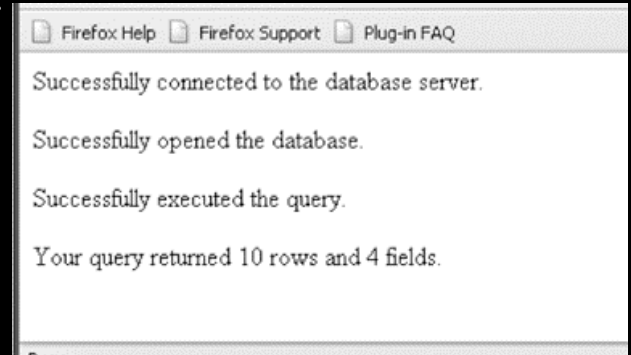 Firefox Help Firefox Support Plug-in FAQ
Successfully connected to the database server.
Successfully opened the database.
Successfully executed the query.
Your query returned 10 rows and 4 fields.